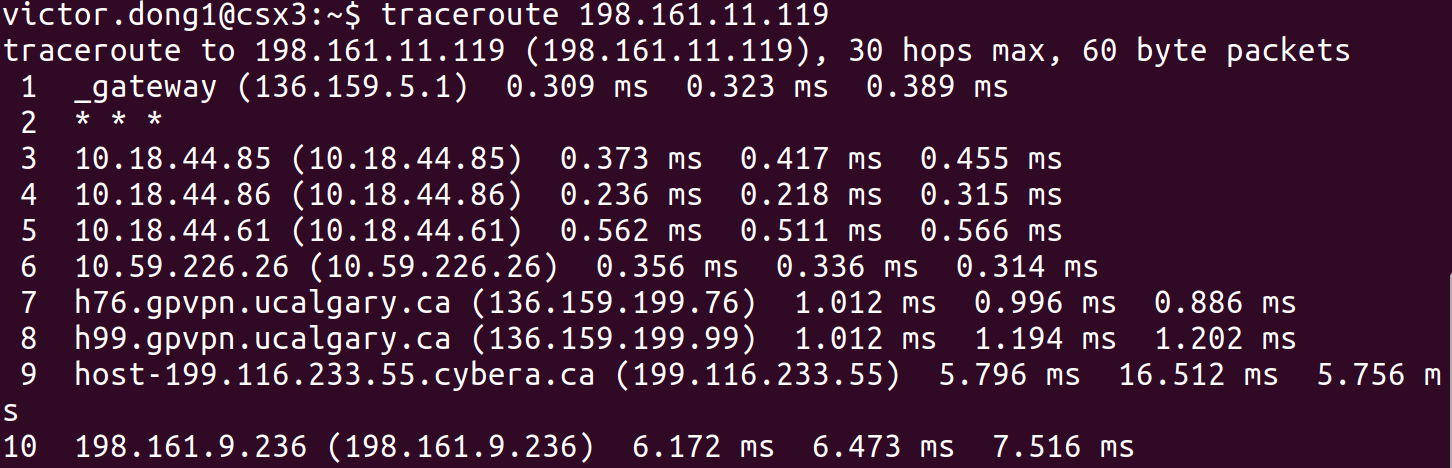 victor.dong1@csx3:~$ traceroute 198.161.11.119
traceroute to 198.161.11.119 (198.161.11.119), 30 hops max, 60 byte packets
 1  _gateway (136.159.5.1)  0.309 ms  0.323 ms  0.389 ms
 2  * * *
 3  10.18.44.85 (10.18.44.85)  0.373 ms  0.417 ms  0.455 ms
 4  10.18.44.86 (10.18.44.86)  0.236 ms  0.218 ms  0.315 ms
 5  10.18.44.61 (10.18.44.61)  0.562 ms  0.511 ms  0.566 ms
 6  10.59.226.26 (10.59.226.26)  0.356 ms  0.336 ms  0.314 ms
 7  h76.gpvpn.ucalgary.ca (136.159.199.76)  1.012 ms  0.996 ms  0.886 ms
 8  h99.gpvpn.ucalgary.ca (136.159.199.99)  1.012 ms  1.194 ms  1.202 ms
 9  host-199.116.233.55.cybera.ca (199.116.233.55)  5.796 ms  16.512 ms  5.756 m
s
10  198.161.9.236 (198.161.9.236)  6.172 ms  6.473 ms  7.516 ms